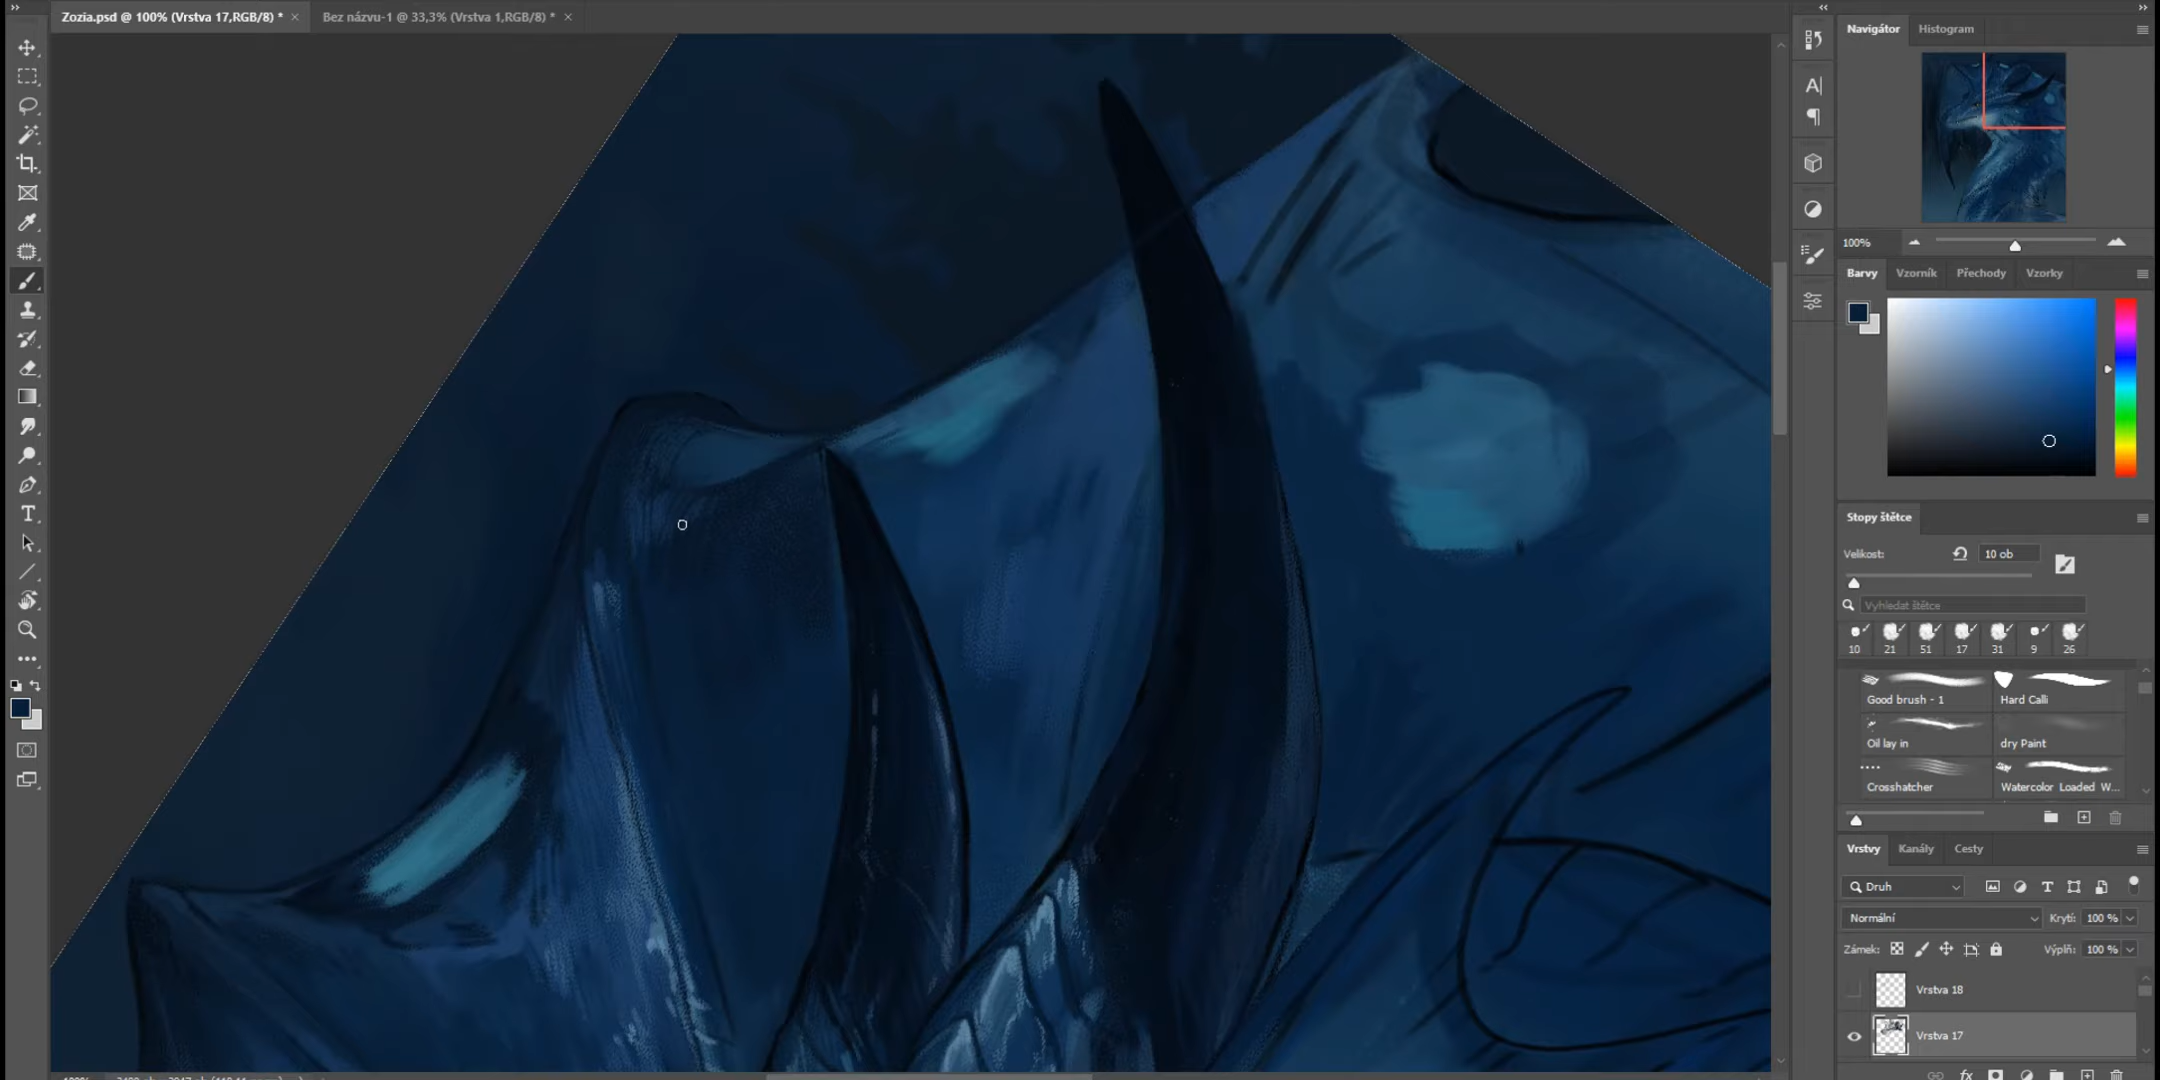 Zozia.psd @ 100% (Vrstva 17,RGB/8) * ×
Bez názvu-1 @ 33,3% (Vrstva 1,RGB/8) * ×
Navigátor Histogram
100%
Barvy Vzorník Přechody Vzorky
Stopy štětce
Velikost: 10 ob
Vyhledat štětce
10 21 51 17 31 9 26
Good brush - 1 Hard Calli
Oil lay in dry Paint
Crosshatcher Watercolor Loaded W...
Vrstvy Kanály Cesty
Druh
Normální Krytí: 100 %
Zámek: Výplň: 100 %
Vrstva 18
Vrstva 17